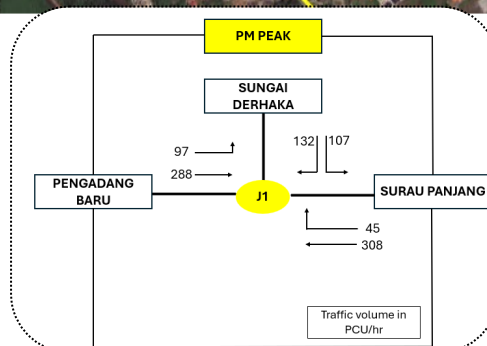 PM PEAK
SUNGAI
DERHAKA
97
132
107
288
PENGADANG
BARU
J1
SURAU PANJANG
45
308
Traffic volume in
PCU/hr